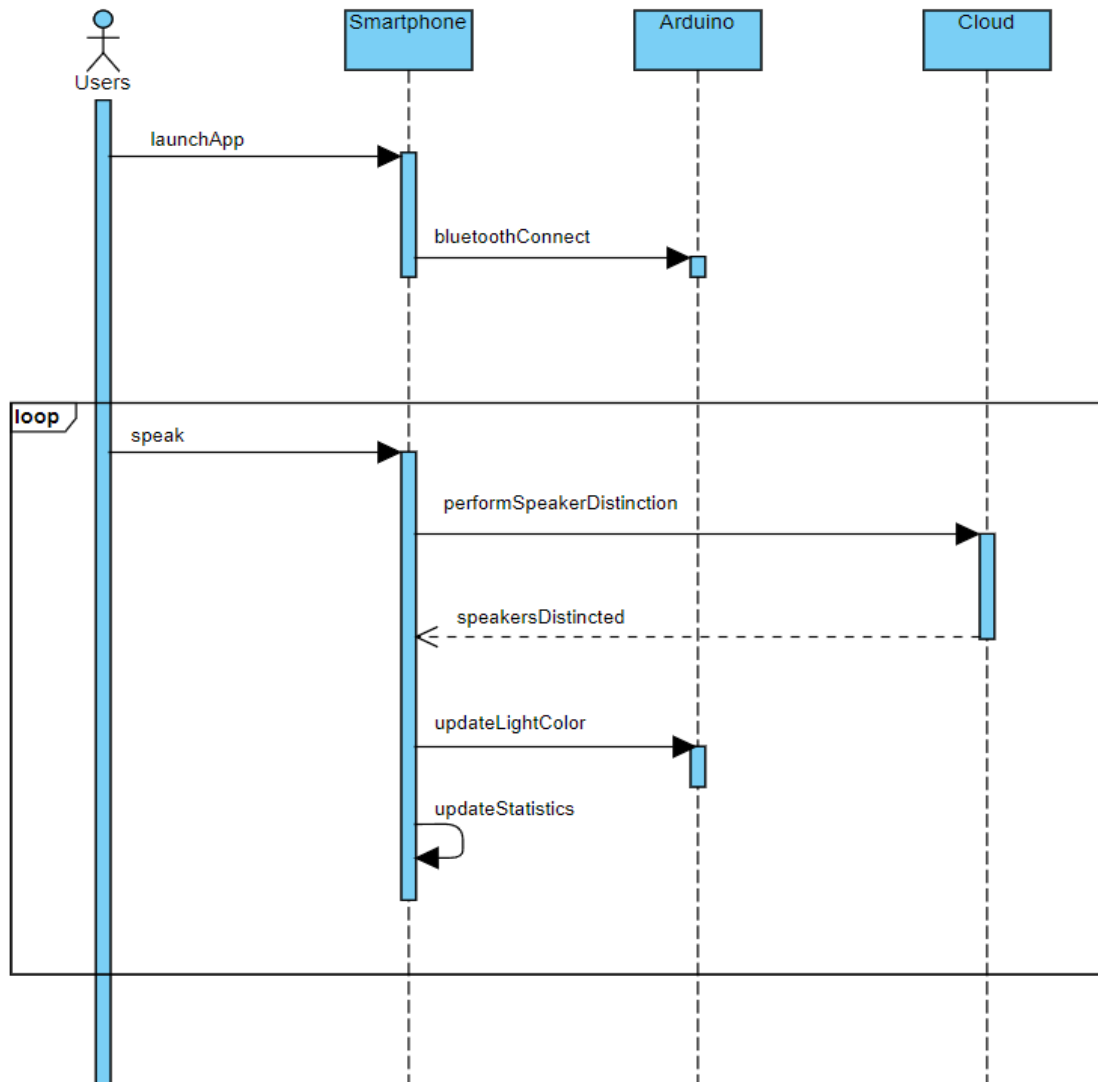 Smartphone
Arduino
Cloud
Users
launchApp
bluetoothConnect
loop
speak
performSpeakerDistinction
speakersDistincted
updateLightColor
updateStatistics